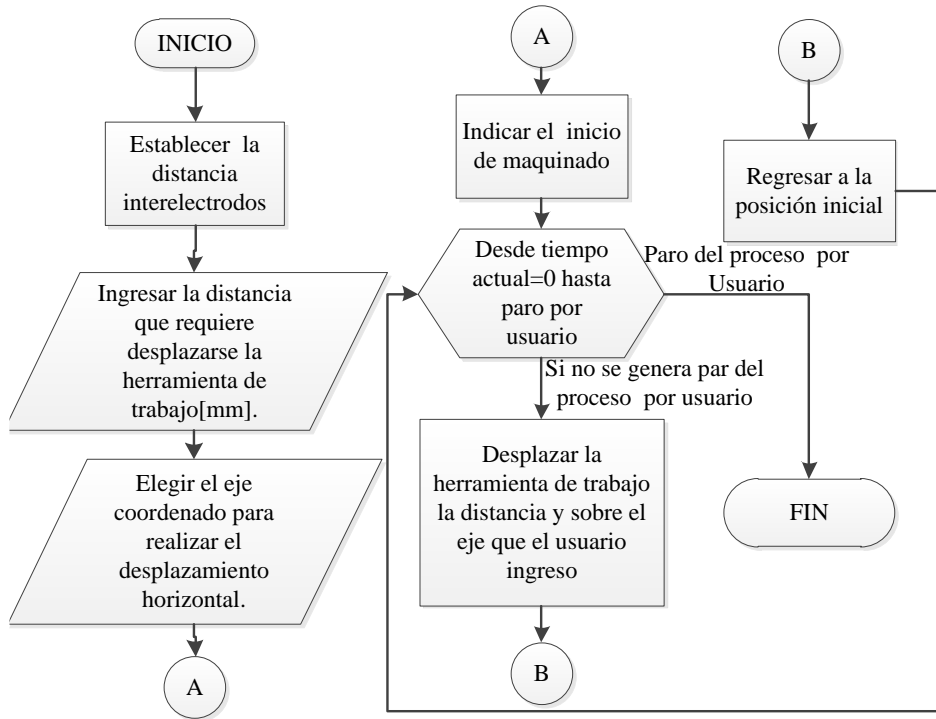 INICIO
Establecer la
distancia
interelectrodos
Ingresar la distancia
que requiere
desplazarse la
herramienta de
trabajo[mm].
Elegir el eje
coordenado para
realizar el
desplazamiento
horizontal.
A
A
Indicar el inicio
de maquinado
Desde tiempo
actual=0 hasta
paro por
usuario
Paro del proceso por
Usuario
Si no se genera par del
proceso por usuario
Desplazar la
herramienta de trabajo
la distancia y sobre el
eje que el usuario
ingreso
B
B
Regresar a la
posición inicial
FIN